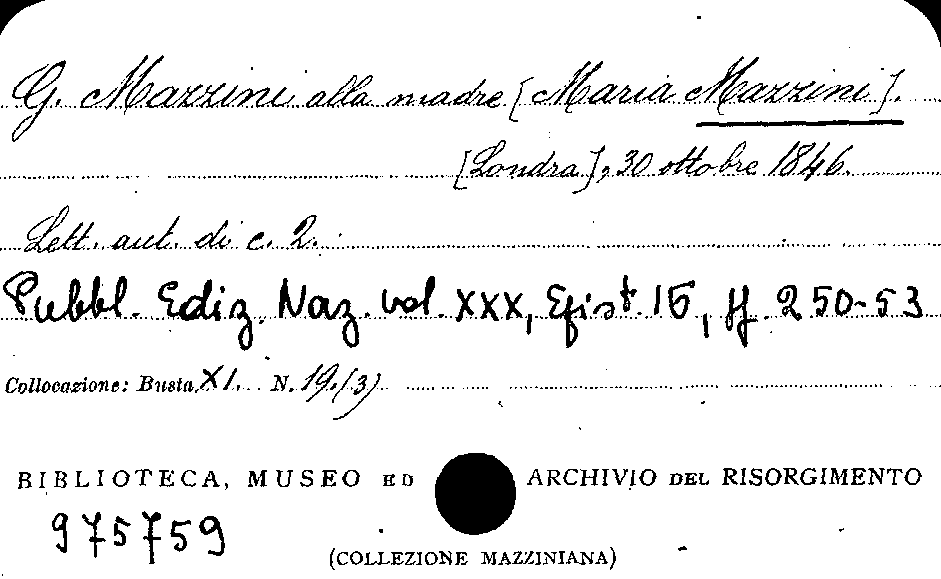 G. Mazzini alla madre [Maria Mazzini].
[Londra], 30 ottobre 1846.
Lett. aut. di c. 2.
Pubbl. Ediz. Naz. vol. XXX, Epist. 16, pp. 250-53
Collocazione: Busta XI. N. 19.(3)
BIBLIOTECA, MUSEO ED ARCHIVIO DEL RISORGIMENTO
975759
(COLLEZIONE MAZZINIANA)